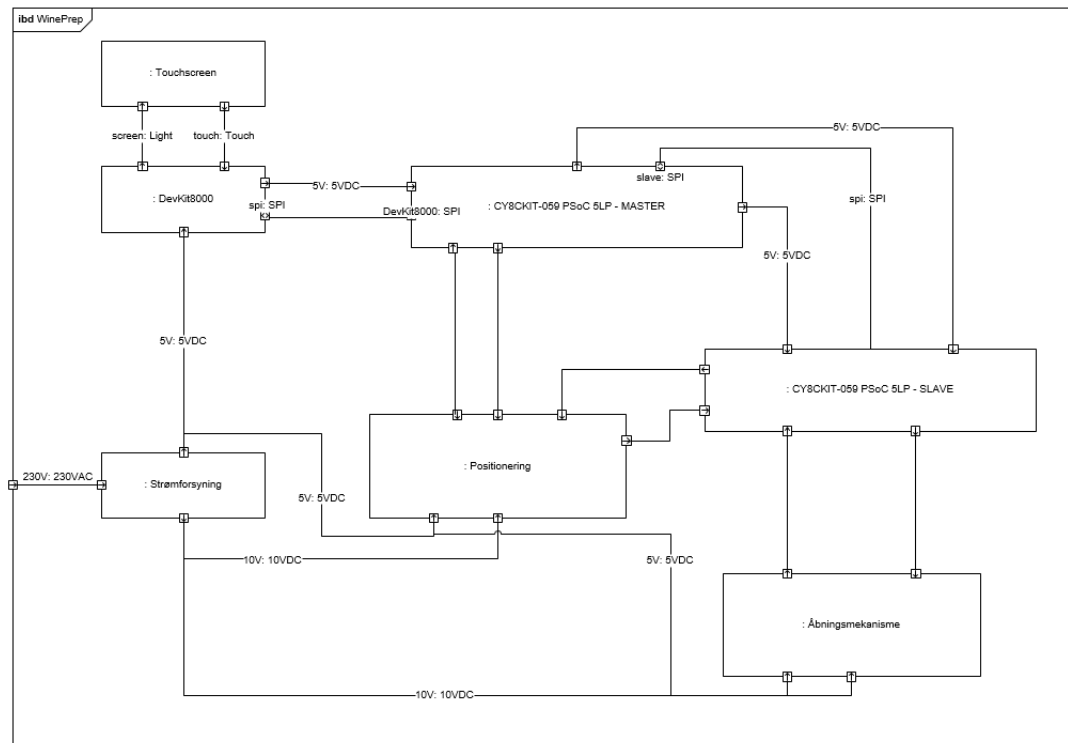 ibd WinePrep
: Touchscreen
screen: Light
touch: Touch
5V: 5VDC
: DevKit8000
5V: 5VDC
slave: SPI
spi: SPI
DevKit8000: SPI
: CY8CKIT-059 PSoC 5LP - MASTER
spi: SPI
5V: 5VDC
5V: 5VDC
: CY8CKIT-059 PSoC 5LP - SLAVE
: Positionering
230V: 230VAC
: Strømforsyning
5V: 5VDC
10V: 10VDC
5V: 5VDC
: Åbningsmekanisme
10V: 10VDC